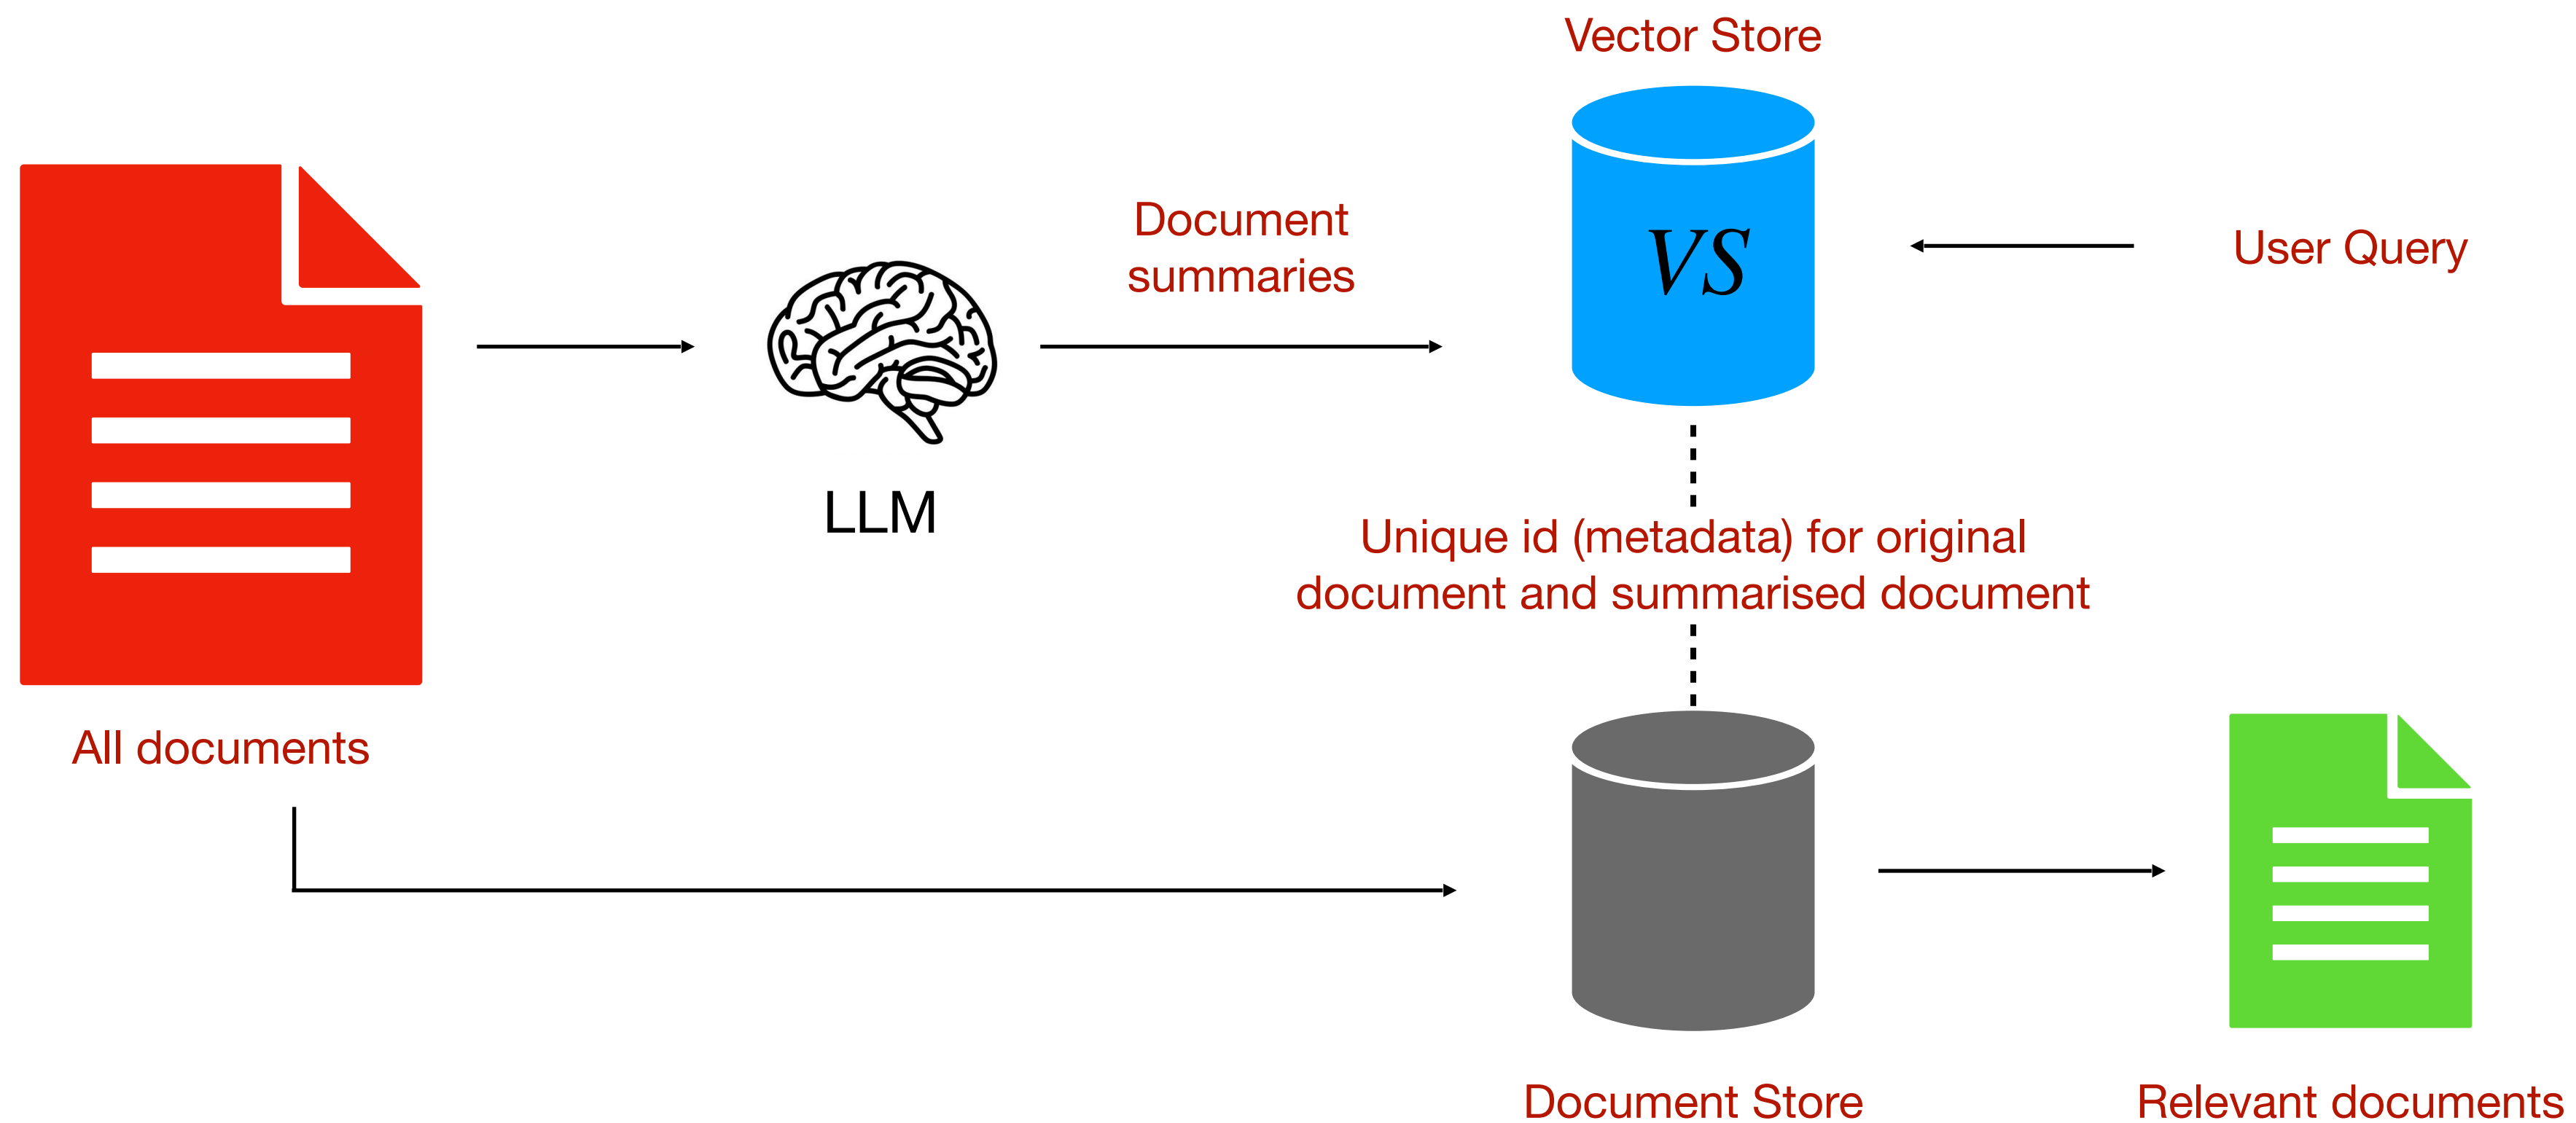 Vector Store
Document
summaries
VS
User Query
LLM
Unique id (metadata) for original
document and summarised document
All documents
Document Store
Relevant documents